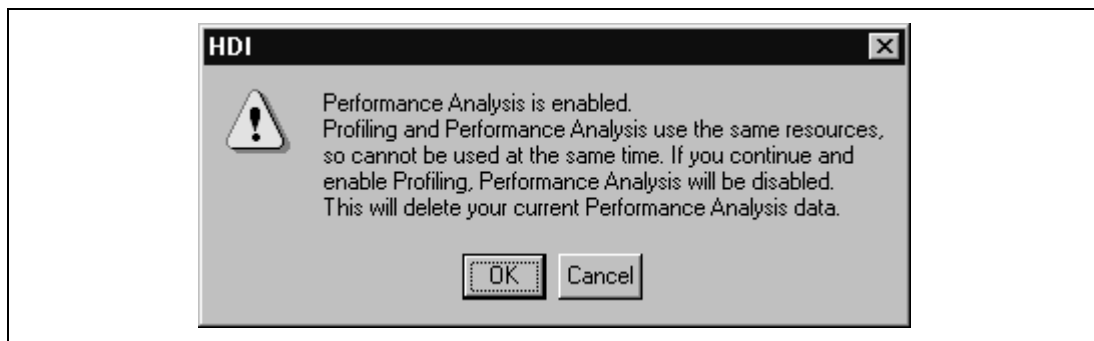 HDI
Performance Analysis is enabled.
Profiling and Performance Analysis use the same resources,
so cannot be used at the same time. If you continue and
enable Profiling, Performance Analysis will be disabled.
This will delete your current Performance Analysis data.
OK
Cancel